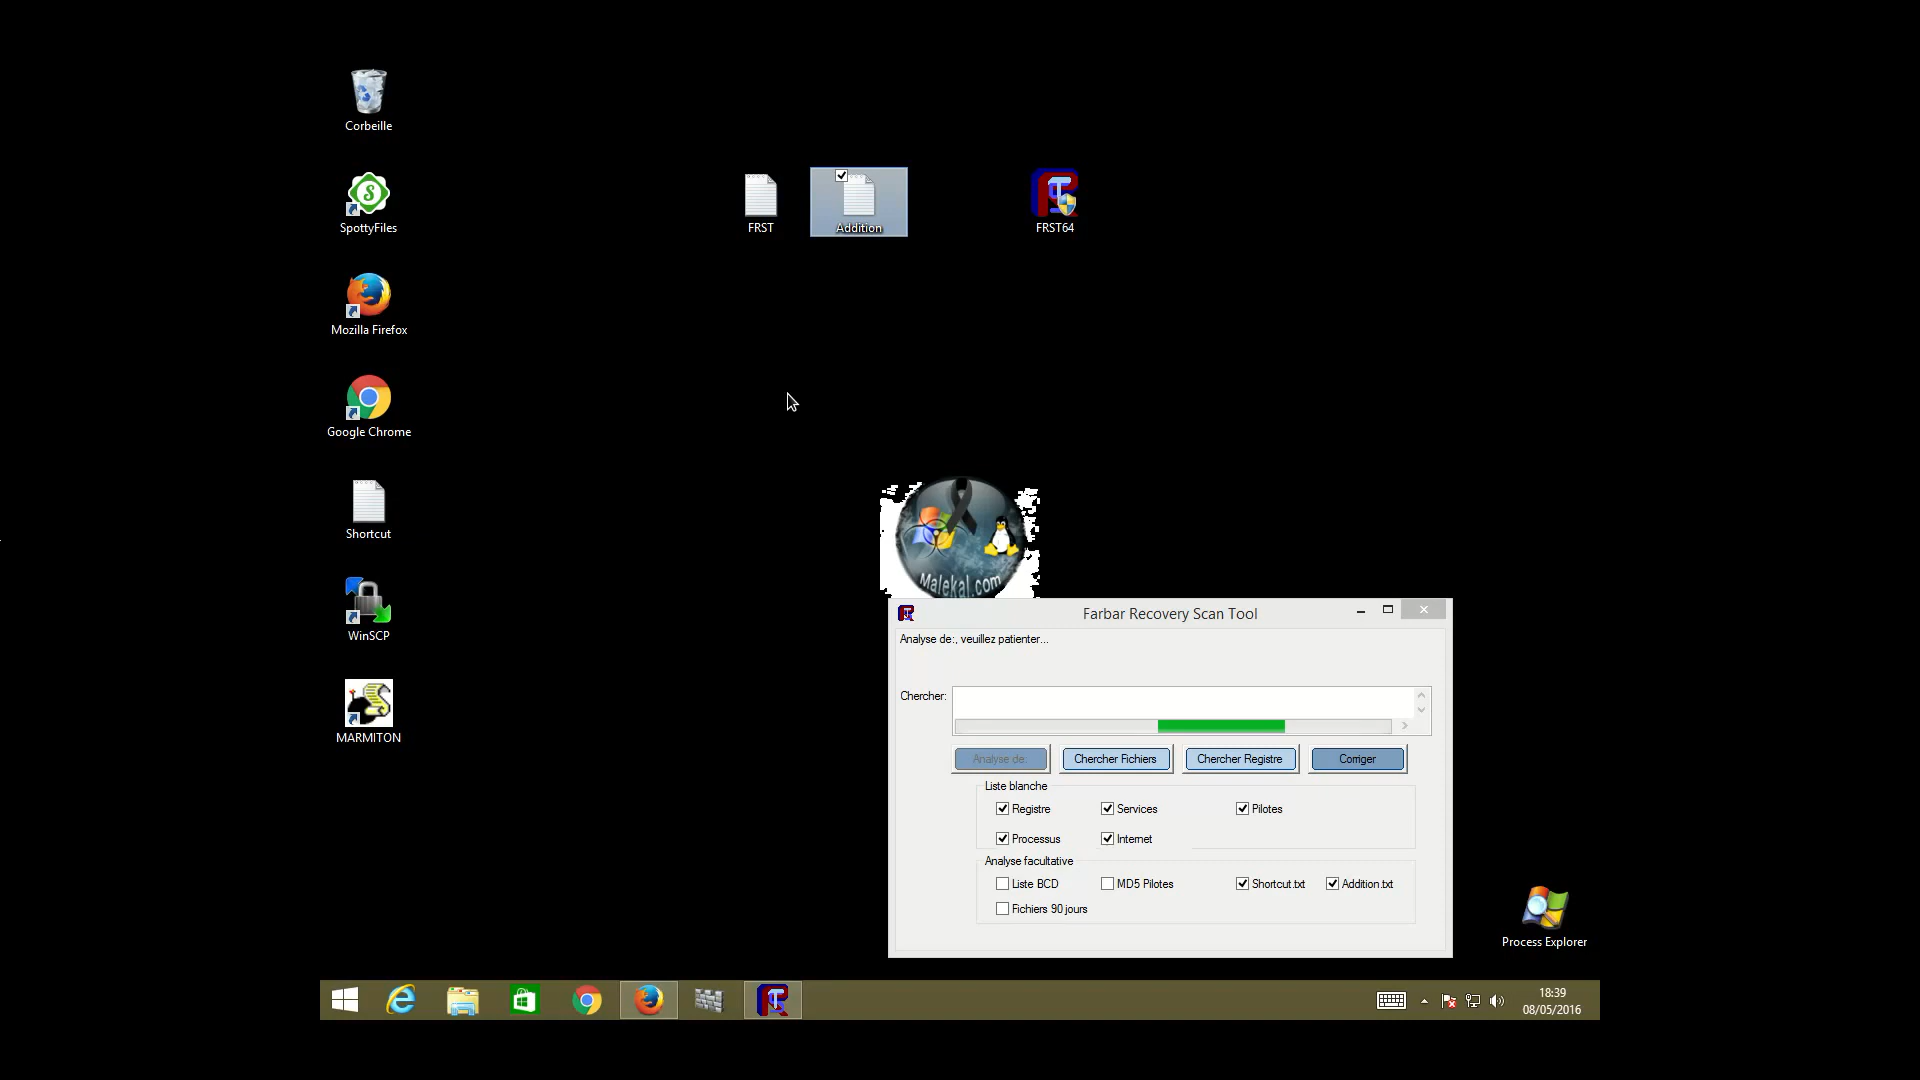 Corbeille
SpottyFiles
Mozilla Firefox
Google Chrome
Shortcut
WinSCP
MARMITON
FRST
Addition
FRST64
Malekal.com
Farbar Recovery Scan Tool
Analyse de:, veuillez patienter...
Chercher:
Analyse de: Chercher Fichiers Chercher Registre Corriger
Liste blanche
Registre Services Pilotes
Processus Internet
Analyse facultative
Liste BCD MD5 Pilotes Shortcut.txt Addition.txt
Fichiers 90 jours
Process Explorer
18:39
08/05/2016